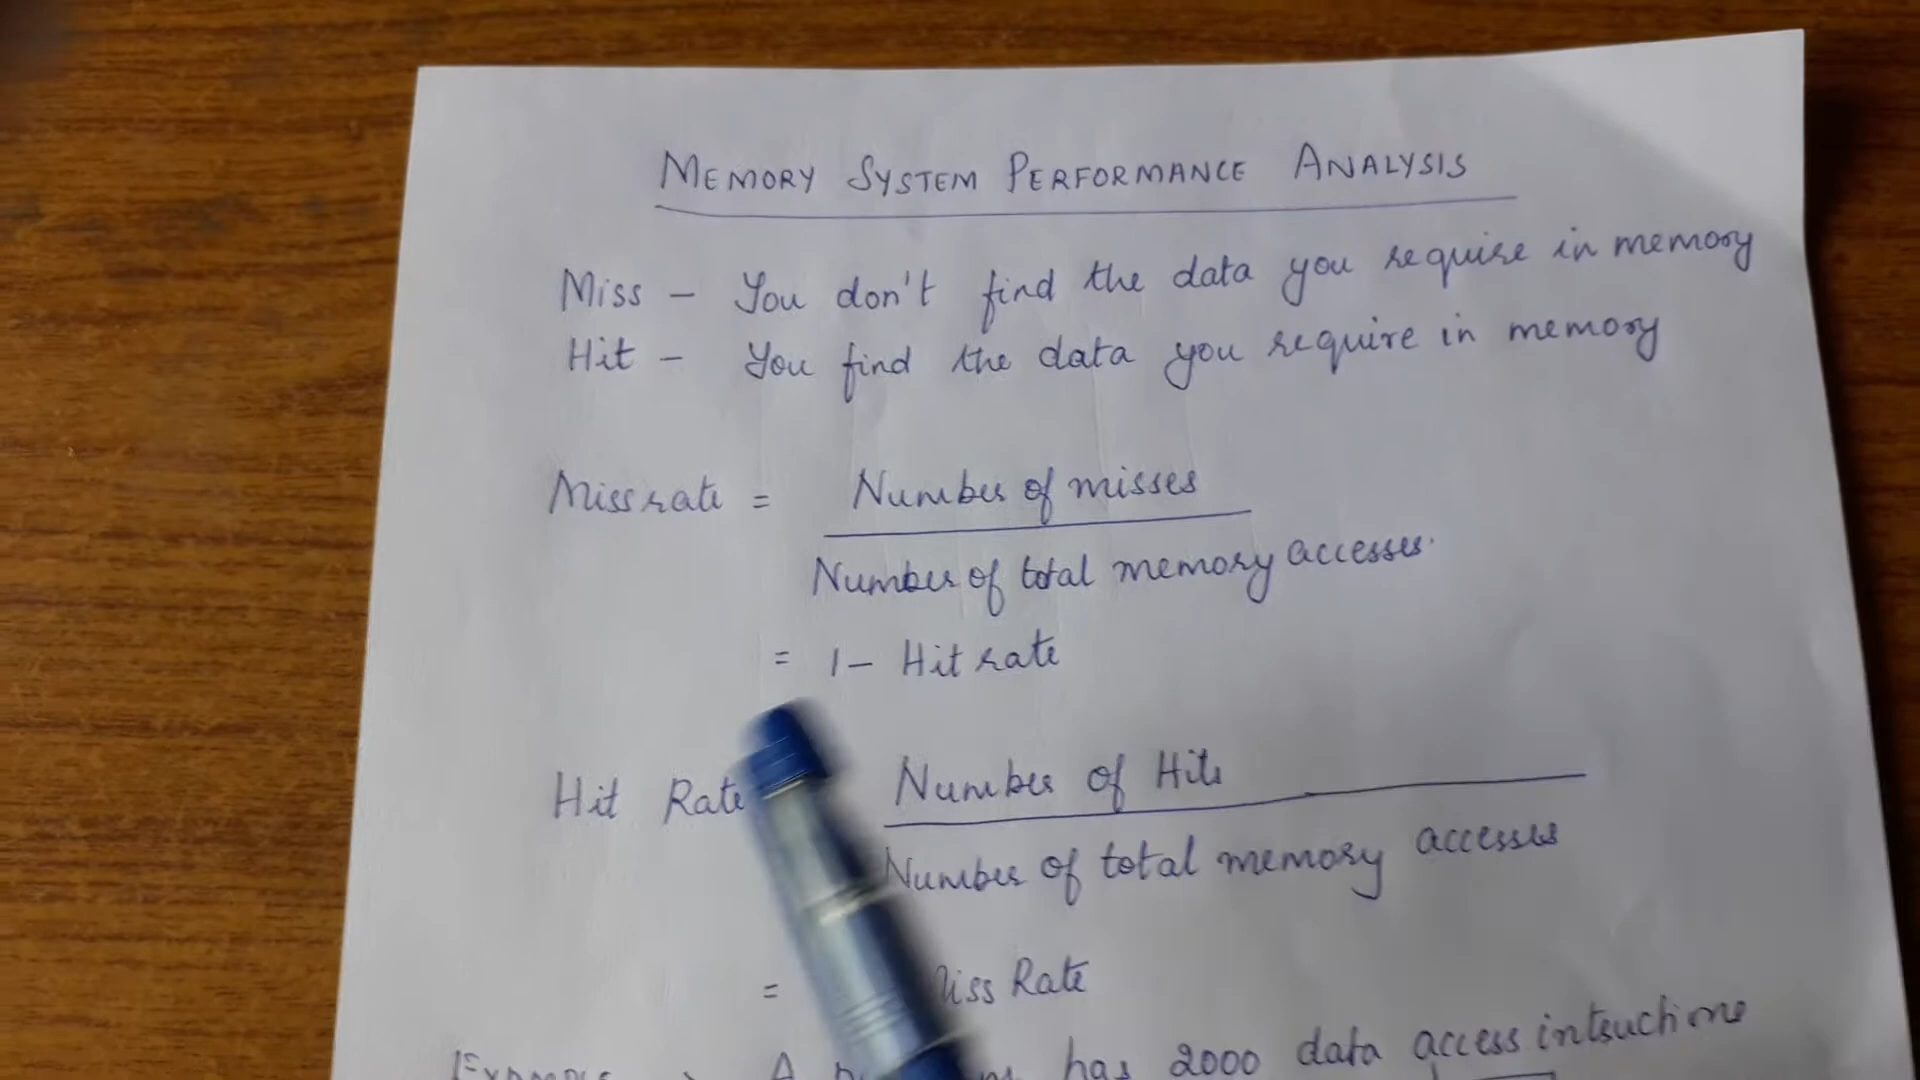 MEMORY SYSTEM PERFORMANCE ANALYSIS
Miss - You don't find the data you require in memory
Hit - You find the data you require in memory
Miss rate = Number of misses
Number of total memory accesses.
= 1 - Hit rate
Hit Rate Number of Hits
Number of total memory accesses
= Miss Rate
A has 2000 data access intsuctions